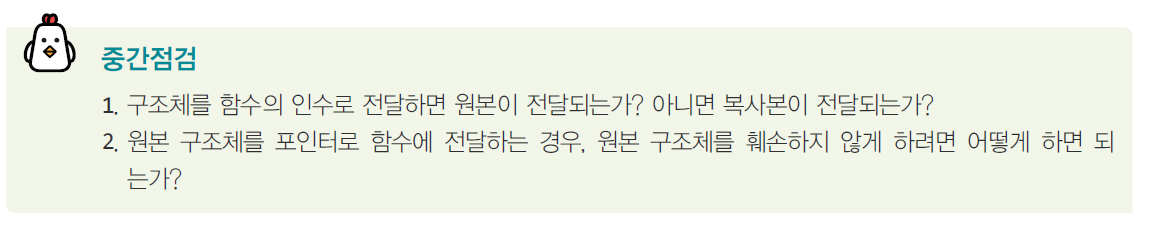 중간점검
1. 구조체를 함수의 인수로 전달하면 원본이 전달되는가? 아니면 복사본이 전달되는가?
2. 원본 구조체를 포인터로 함수에 전달하는 경우, 원본 구조체를 훼손하지 않게 하려면 어떻게 하면 되
는가?